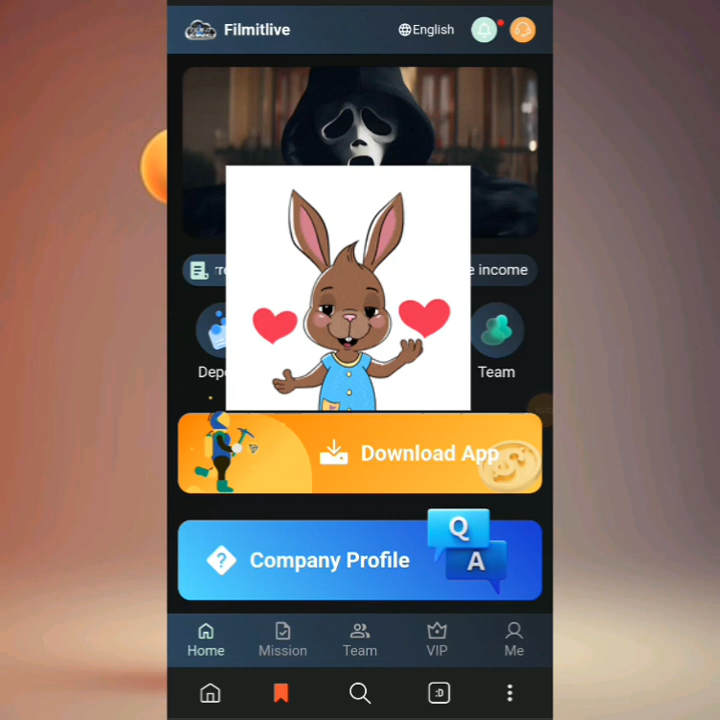 Filmitlive
English
income
Team
Download App
Company Profile
Q
A
Home
Mission
Team
VIP
Me
:D